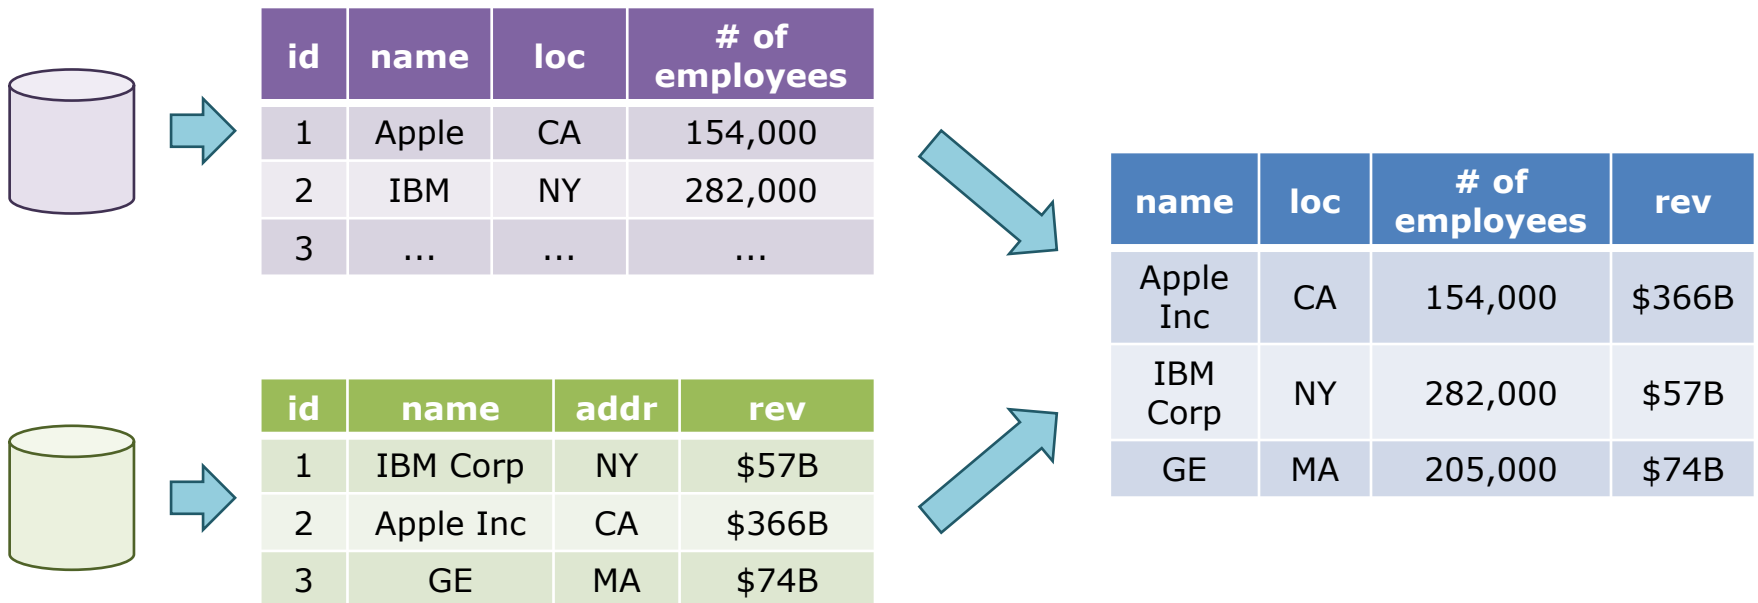 id name loc # of employees
1 Apple CA 154,000
2 IBM NY 282,000
3 ... ... ...
id name addr rev
1 IBM Corp NY $57B
2 Apple Inc CA $366B
3 GE MA $74B
name loc # of employees rev
Apple Inc CA 154,000 $366B
IBM Corp NY 282,000 $57B
GE MA 205,000 $74B